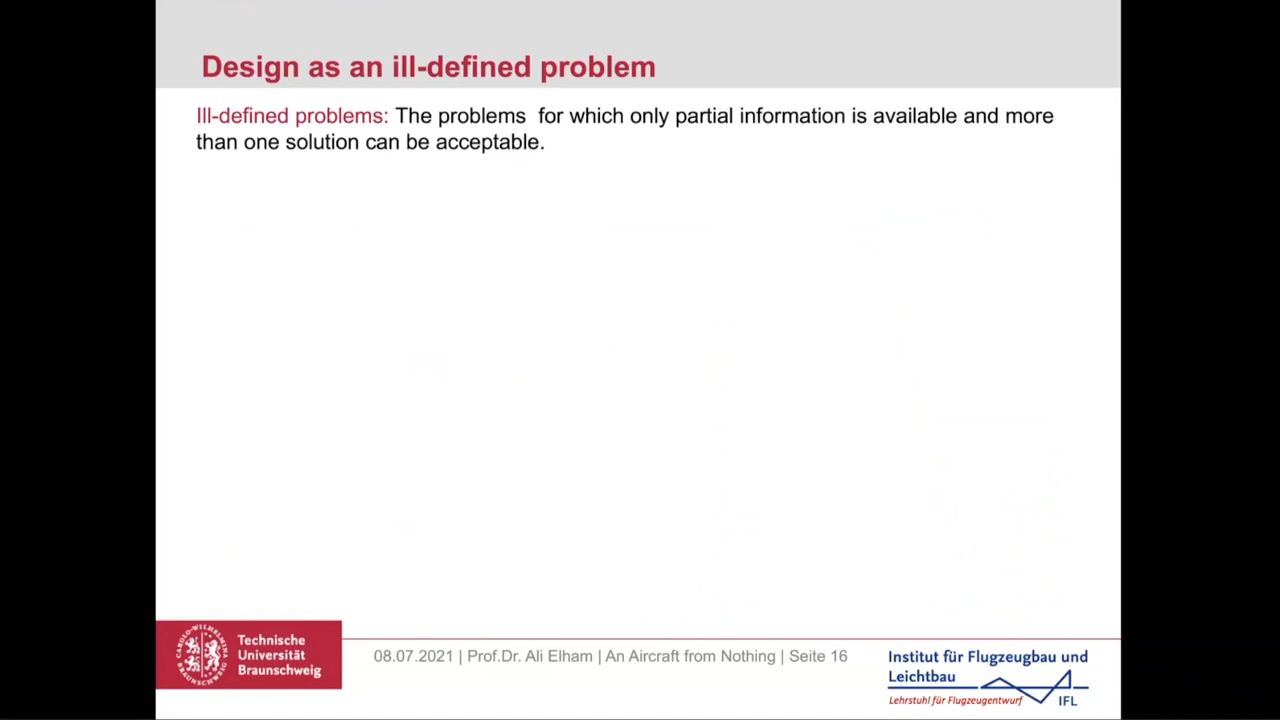 Design as an ill-defined problem
Ill-defined problems: The problems for which only partial information is available and more
than one solution can be acceptable.
Technische
Universität
Braunschweig
08.07.2021 | Prof.Dr. Ali Elham | An Aircraft from Nothing | Seite 16
Institut für Flugzeugbau und
Leichtbau
Lehrstuhl für Flugzeugentwurf
IFL